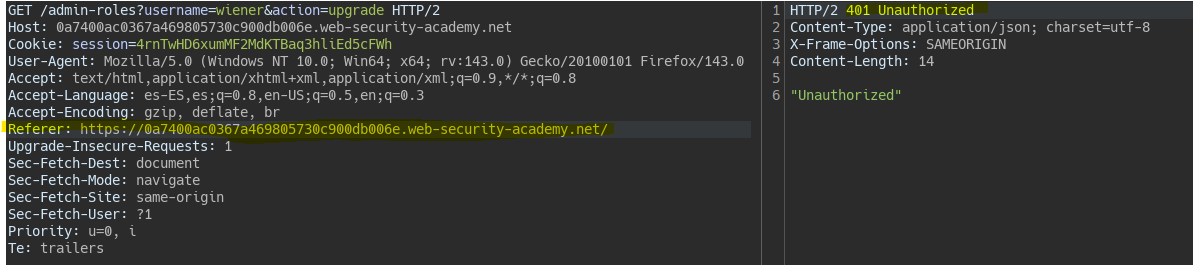 GET /admin-roles?username=wiener&action=upgrade HTTP/2
Host: 0a7400ac0367a469805730c900db006e.web-security-academy.net
Cookie: session=4rnTwHD6xumMF2MdKTBaq3hliEd5cFWh
User-Agent: Mozilla/5.0 (Windows NT 10.0; Win64; x64; rv:143.0) Gecko/20100101 Firefox/143.0
Accept: text/html,application/xhtml+xml,application/xml;q=0.9,*/*;q=0.8
Accept-Language: es-ES,es;q=0.8,en-US;q=0.5,en;q=0.3
Accept-Encoding: gzip, deflate, br
Referer: https://0a7400ac0367a469805730c900db006e.web-security-academy.net/
Upgrade-Insecure-Requests: 1
Sec-Fetch-Dest: document
Sec-Fetch-Mode: navigate
Sec-Fetch-Site: same-origin
Sec-Fetch-User: ?1
Priority: u=0, i
Te: trailers
1 HTTP/2 401 Unauthorized
2 Content-Type: application/json; charset=utf-8
3 X-Frame-Options: SAMEORIGIN
4 Content-Length: 14
5
6 "Unauthorized"